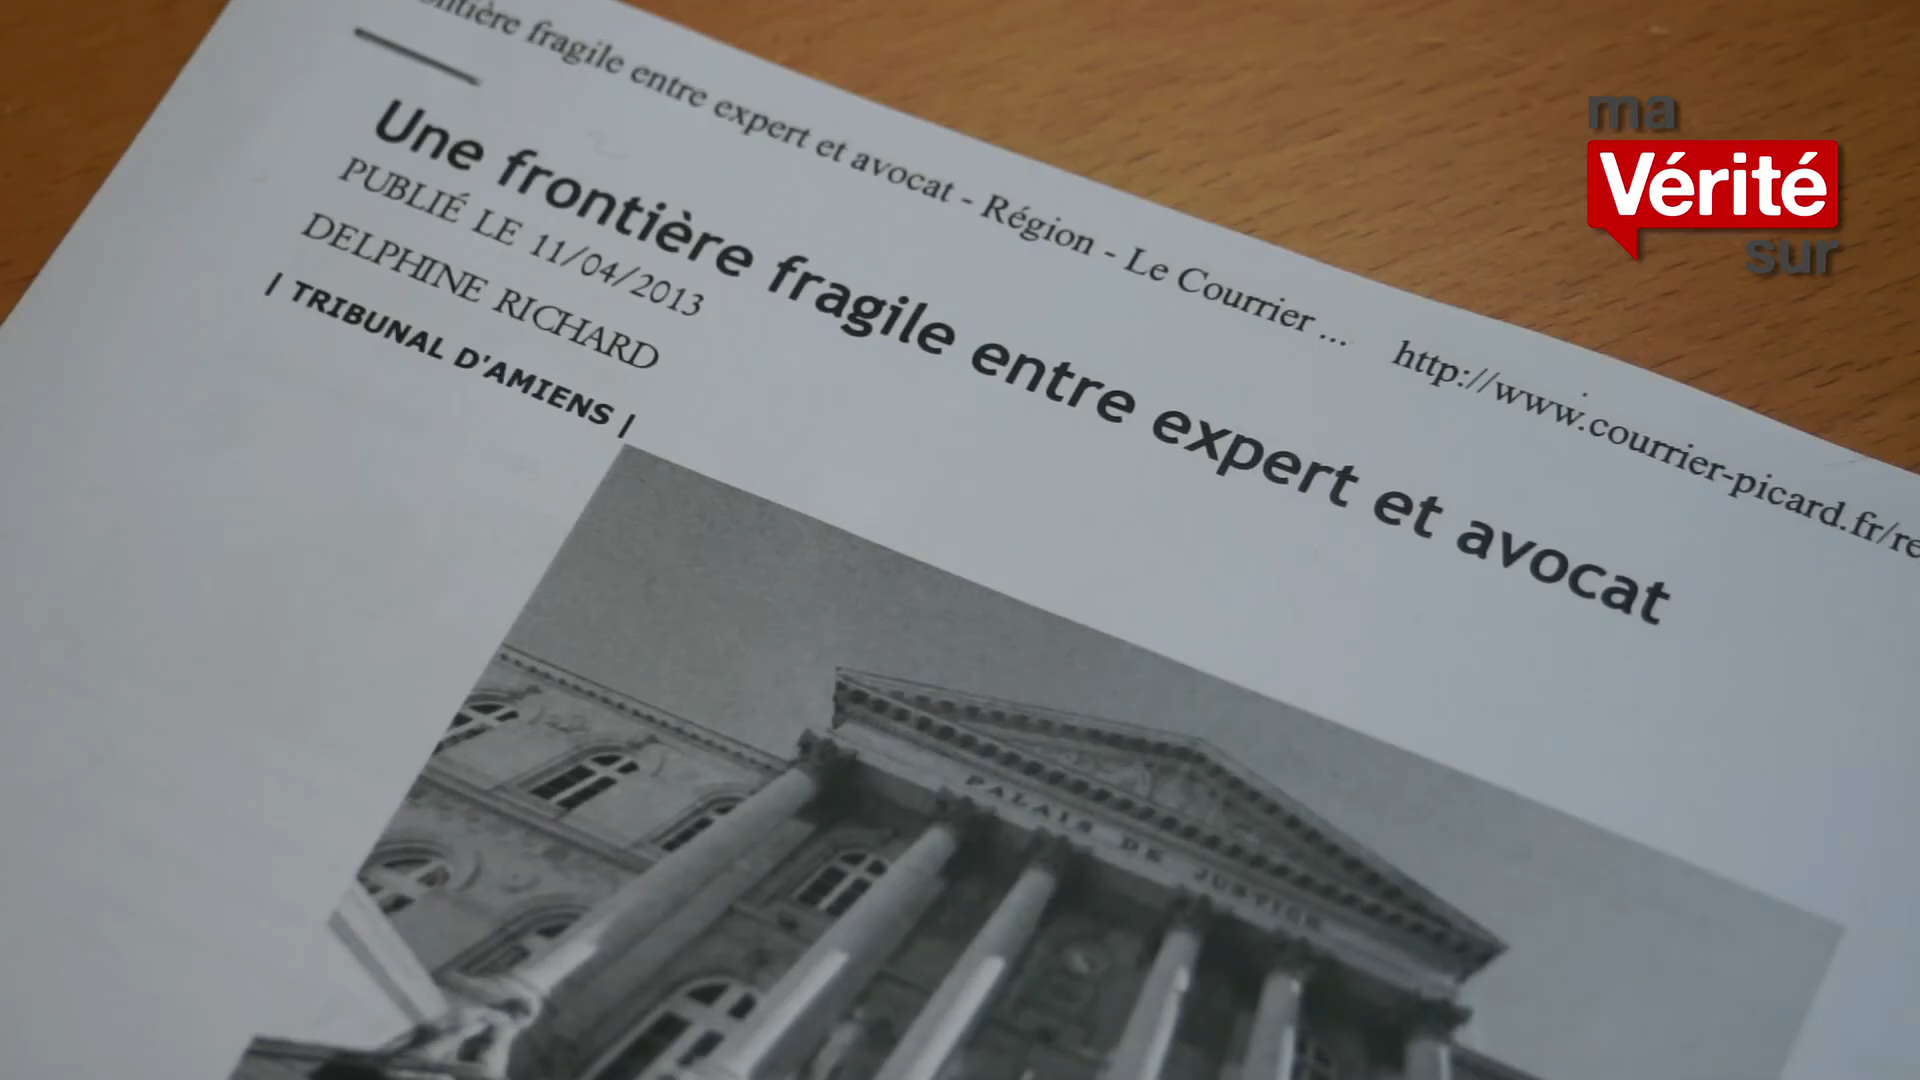 frontière fragile entre expert et avocat - Région - Le Courrier ... http://www.courrier-picard.fr/re
Une frontière fragile entre expert et avocat
PUBLIÉ LE 11/04/2013
DELPHINE RICHARD
| TRIBUNAL D'AMIENS |
PALAIS DE JUSTICE
ma
Vérité
sur